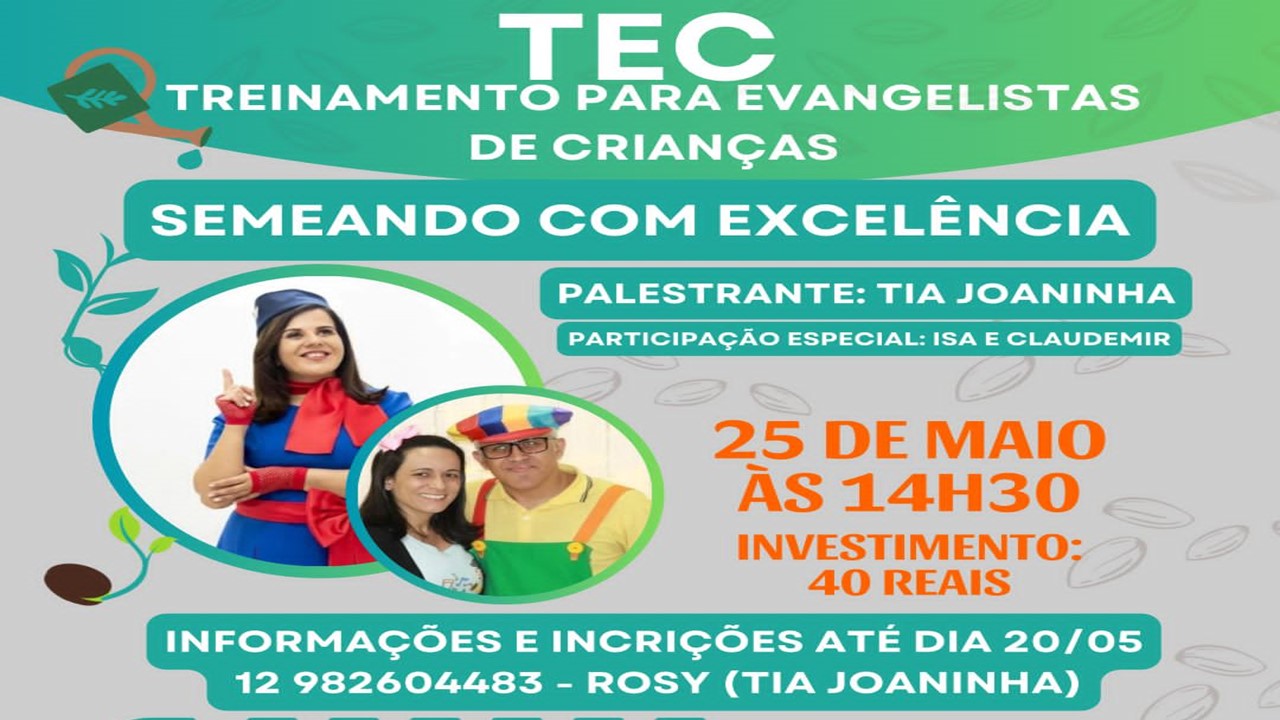 TEC
TREINAMENTO PARA EVANGELISTAS
DE CRIANÇAS
SEMEANDO COM EXCELÊNCIA
PALESTRANTE: TIA JOANINHA
PARTICIPAÇÃO ESPECIAL: ISA E CLAUDEMIR
25 DE MAIO
ÀS 14H30
INVESTIMENTO:
40 REAIS
INFORMAÇÕES E INCRIÇÕES ATÉ DIA 20/05
12 982604483 - ROSY (TIA JOANINHA)